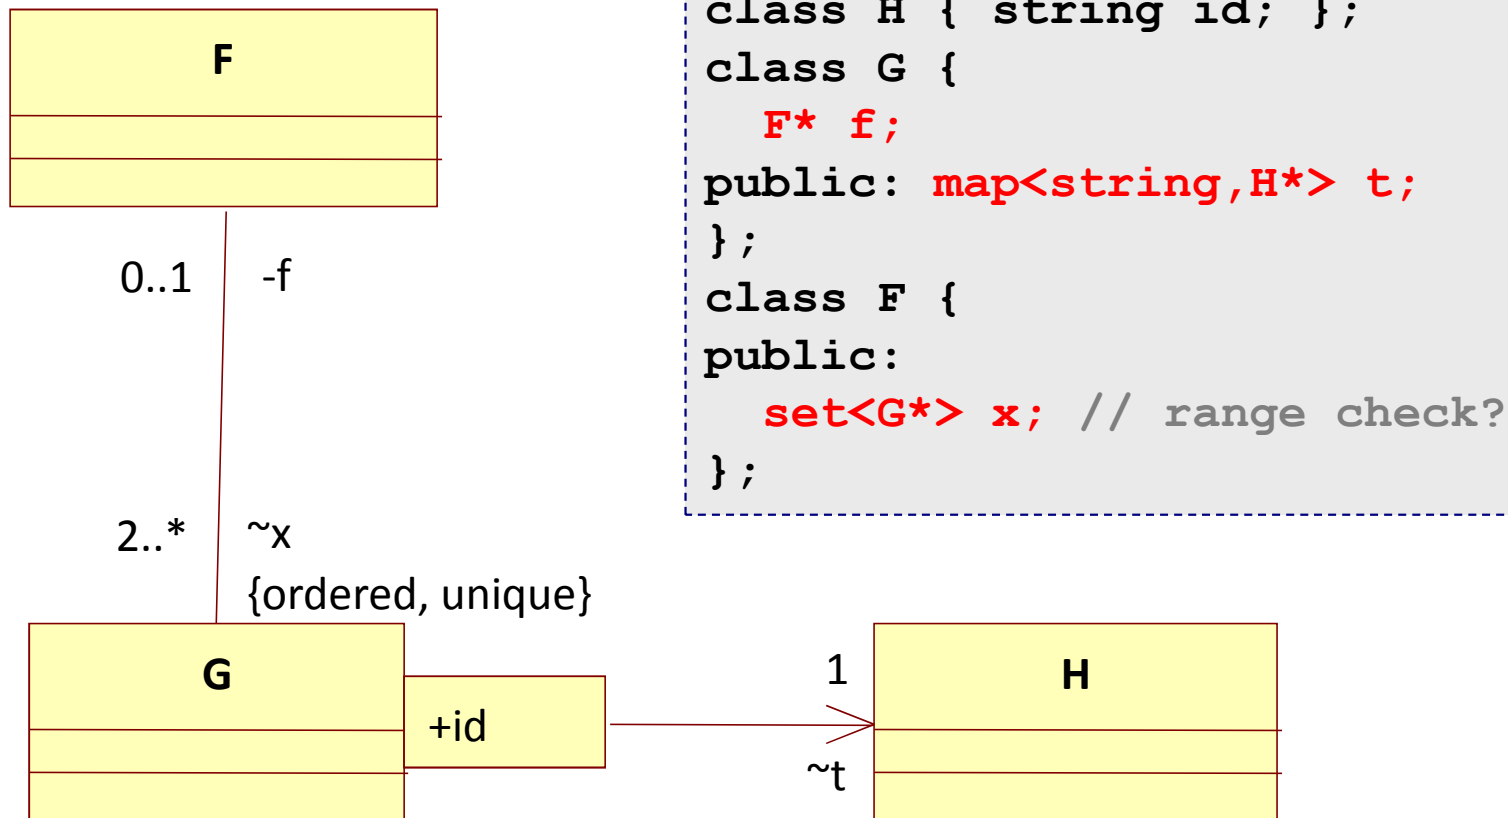 F
0..1 -f
2..* ~x
{ordered, unique}
G
+id
1
~t
H
class H { string id; };
class G {
F* f;
public: map<string,H*> t;
};
class F {
public:
set<G*> x; // range check?
};